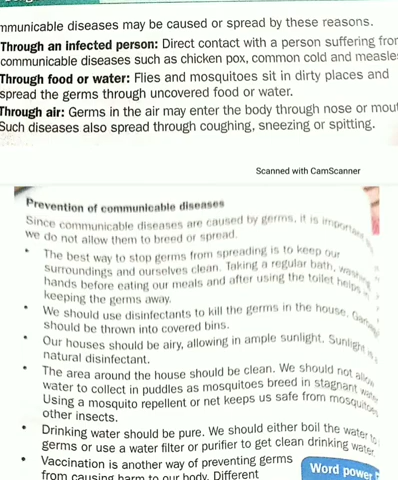 mmunicable diseases may be caused or spread by these reasons.
Through an infected person: Direct contact with a person suffering from
communicable diseases such as chicken pox, common cold and measles
Through food or water: Flies and mosquitoes sit in dirty places and
spread the germs through uncovered food or water.
Through air: Germs in the air may enter the body through nose or mout
Such diseases also spread through coughing, sneezing or spitting.
Scanned with CamScanner
Prevention of communicable diseases
Since communicable diseases are caused by germs, it is important
we do not allow them to breed or spread.
• The best way to stop germs from spreading is to keep our
surroundings and ourselves clean. Taking a regular bath, washing
hands before eating our meals and after using the toilet helps in
keeping the germs away.
• We should use disinfectants to kill the germs in the house.
should be thrown into covered bins.
• Our houses should be airy, allowing in ample sunlight. Sunlight is
natural disinfectant.
• The area around the house should be clean. We should not allow
water to collect in puddles as mosquitoes breed in stagnant water
Using a mosquito repellent or net keeps us safe from mosquitoes
other insects.
• Drinking water should be pure. We should either boil the water to
germs or use a water filter or purifier to get clean drinking water
• Vaccination is another way of preventing germs
from causing harm to our body. Different
Word power